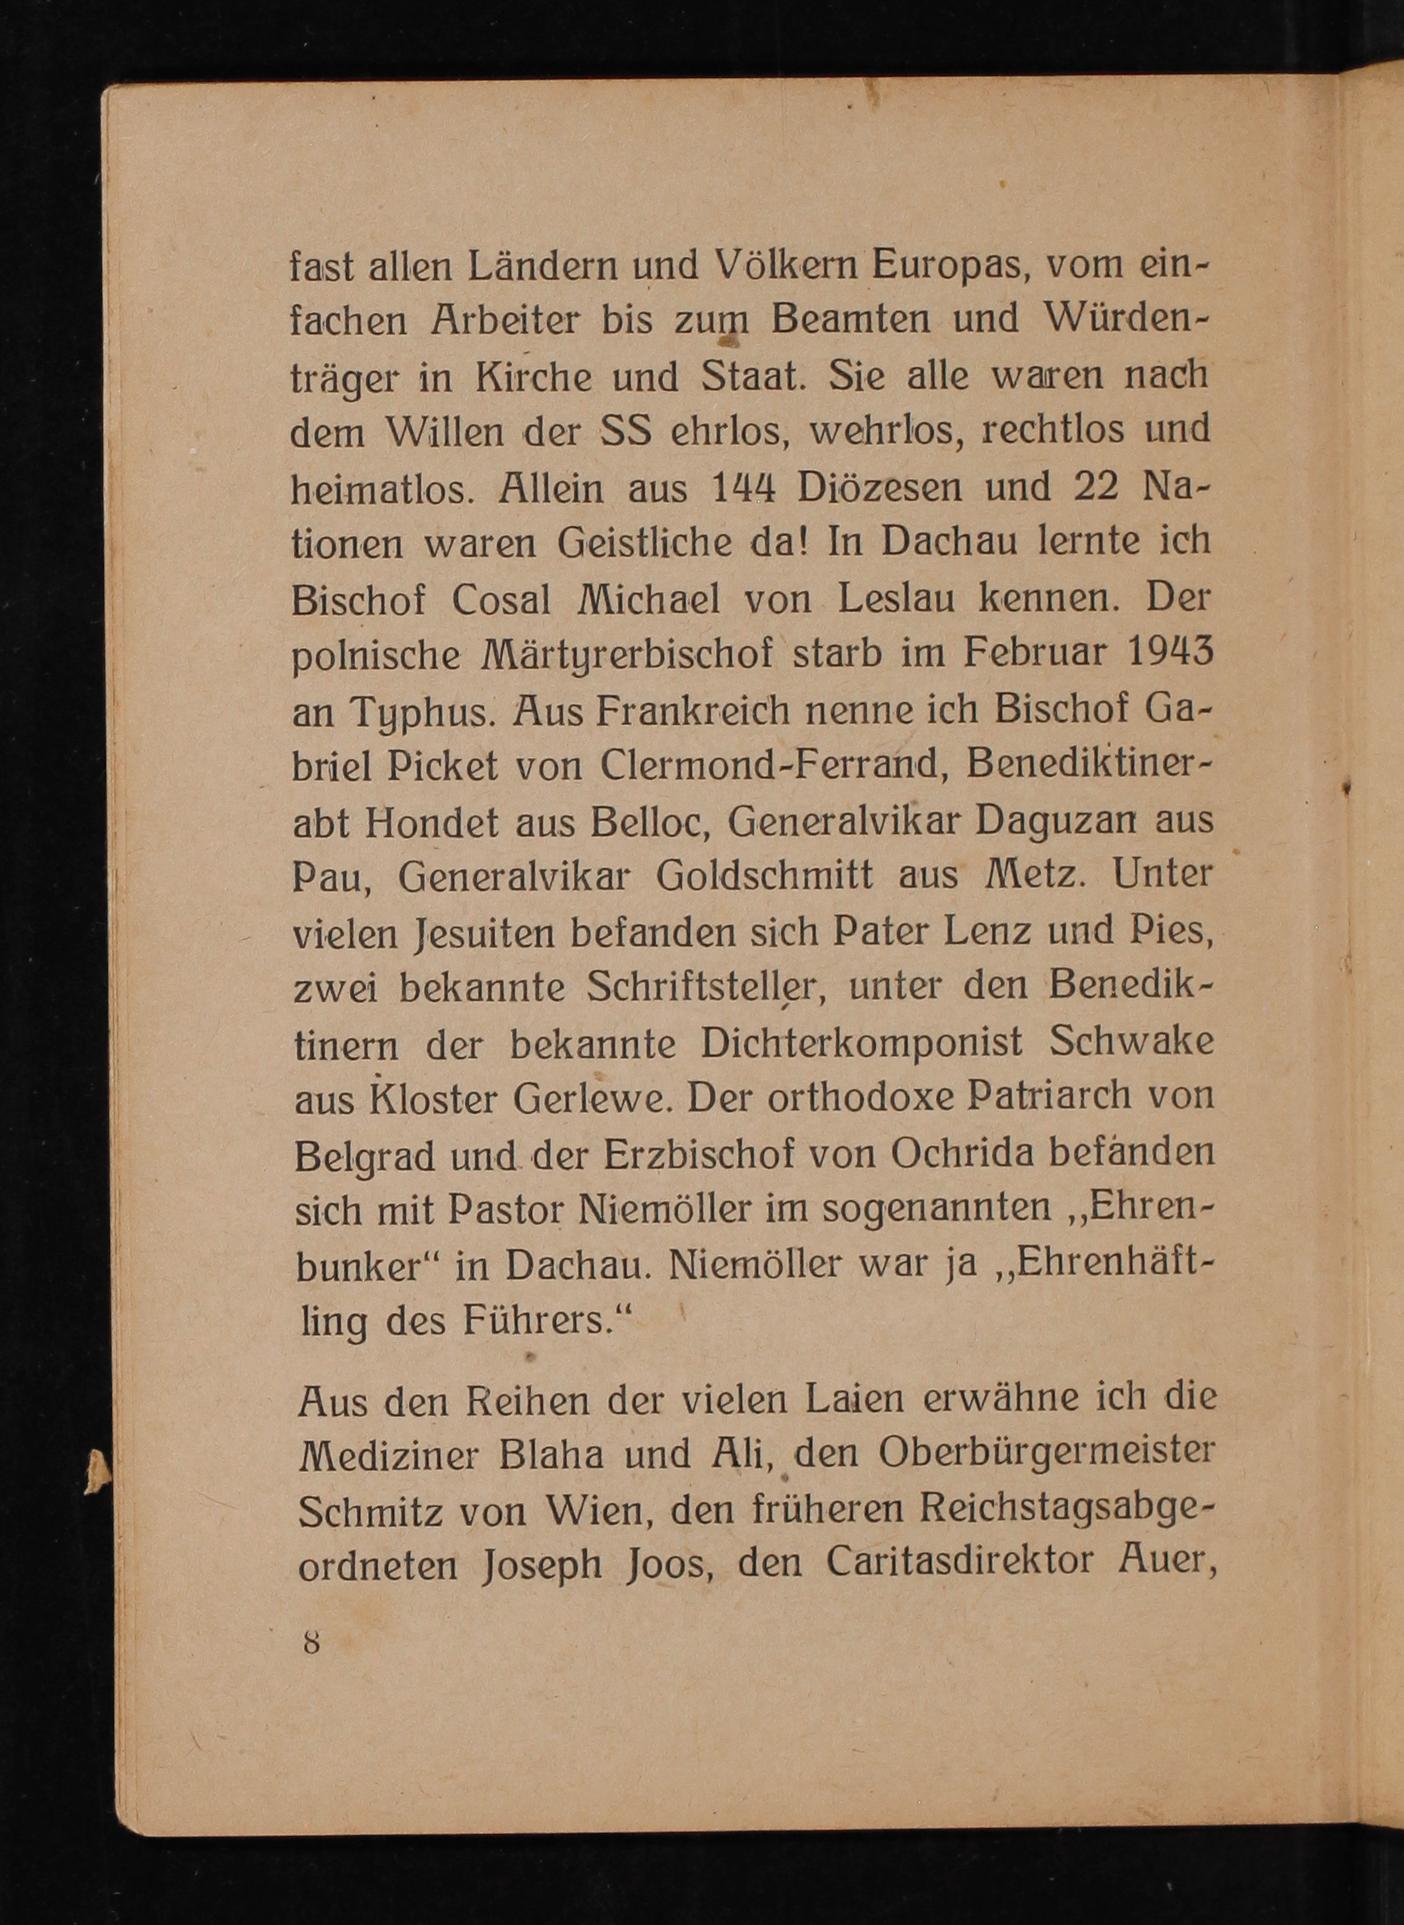 fast allen Ländern und Völkern Europas, vom ein-
fachen Arbeiter bis zum Beamten und Würden-
träger in Kirche und Staat. Sie alle waren nach
dem Willen der SS ehrlos, wehrlos, rechtlos und
heimatlos. Allein aus 144 Diözesen und 22 Na-
tionen waren Geistliche da! In Dachau lernte ich
Bischof Cosal Michael von Leslau kennen. Der
polnische Märtyrerbischof starb im Februar 1943
an Typhus. Aus Frankreich nenne ich Bischof Ga-
briel Picket von Clermond-Ferrand, Benediktiner-
abt Hondet aus Belloc, Generalvikar Daguzan aus
Pau, Generalvikar Goldschmitt aus Metz. Unter
vielen Jesuiten befanden sich Pater Lenz und Pies,
zwei bekannte Schriftsteller, unter den Benedik-
tinern der bekannte Dichterkomponist Schwake
aus Kloster Gerlewe. Der orthodoxe Patriarch von
Belgrad und der Erzbischof von Ochrida befanden
sich mit Pastor Niemöller im sogenannten ,,Ehren-
bunker“ in Dachau. Niemöller war ja ,,Ehrenhäft-
ling des Führers.“
Aus den Reihen der vielen Laien erwähne ich die
Mediziner Blaha und Ali, den Oberbürgermeister
Schmitz von Wien, den früheren Reichstagsabge-
ordneten Joseph Joos, den Caritasdirektor Auer,
8